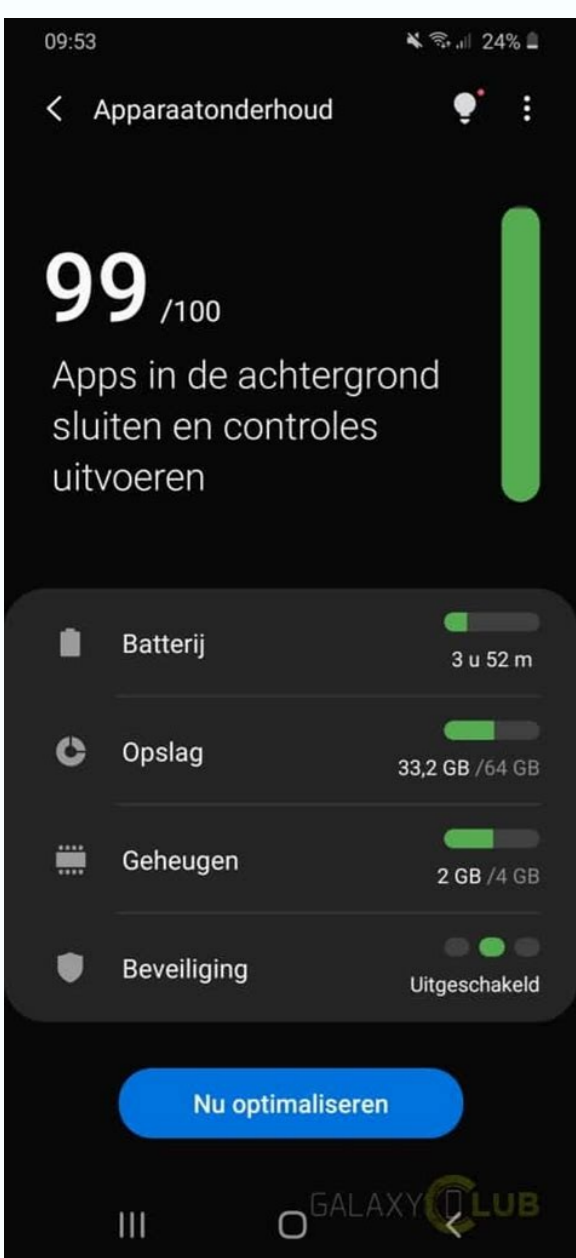 09:53 24%
Apparaatonderhoud
99 /100
Apps in de achtergrond
sluiten en controles
uitvoeren
Batterij
3 u 52 m
Opslag
33,2 GB /64 GB
Geheugen
2 GB /4 GB
Beveiliging
Uitgeschakeld
Nu optimaliseren
GALAXY CLUB